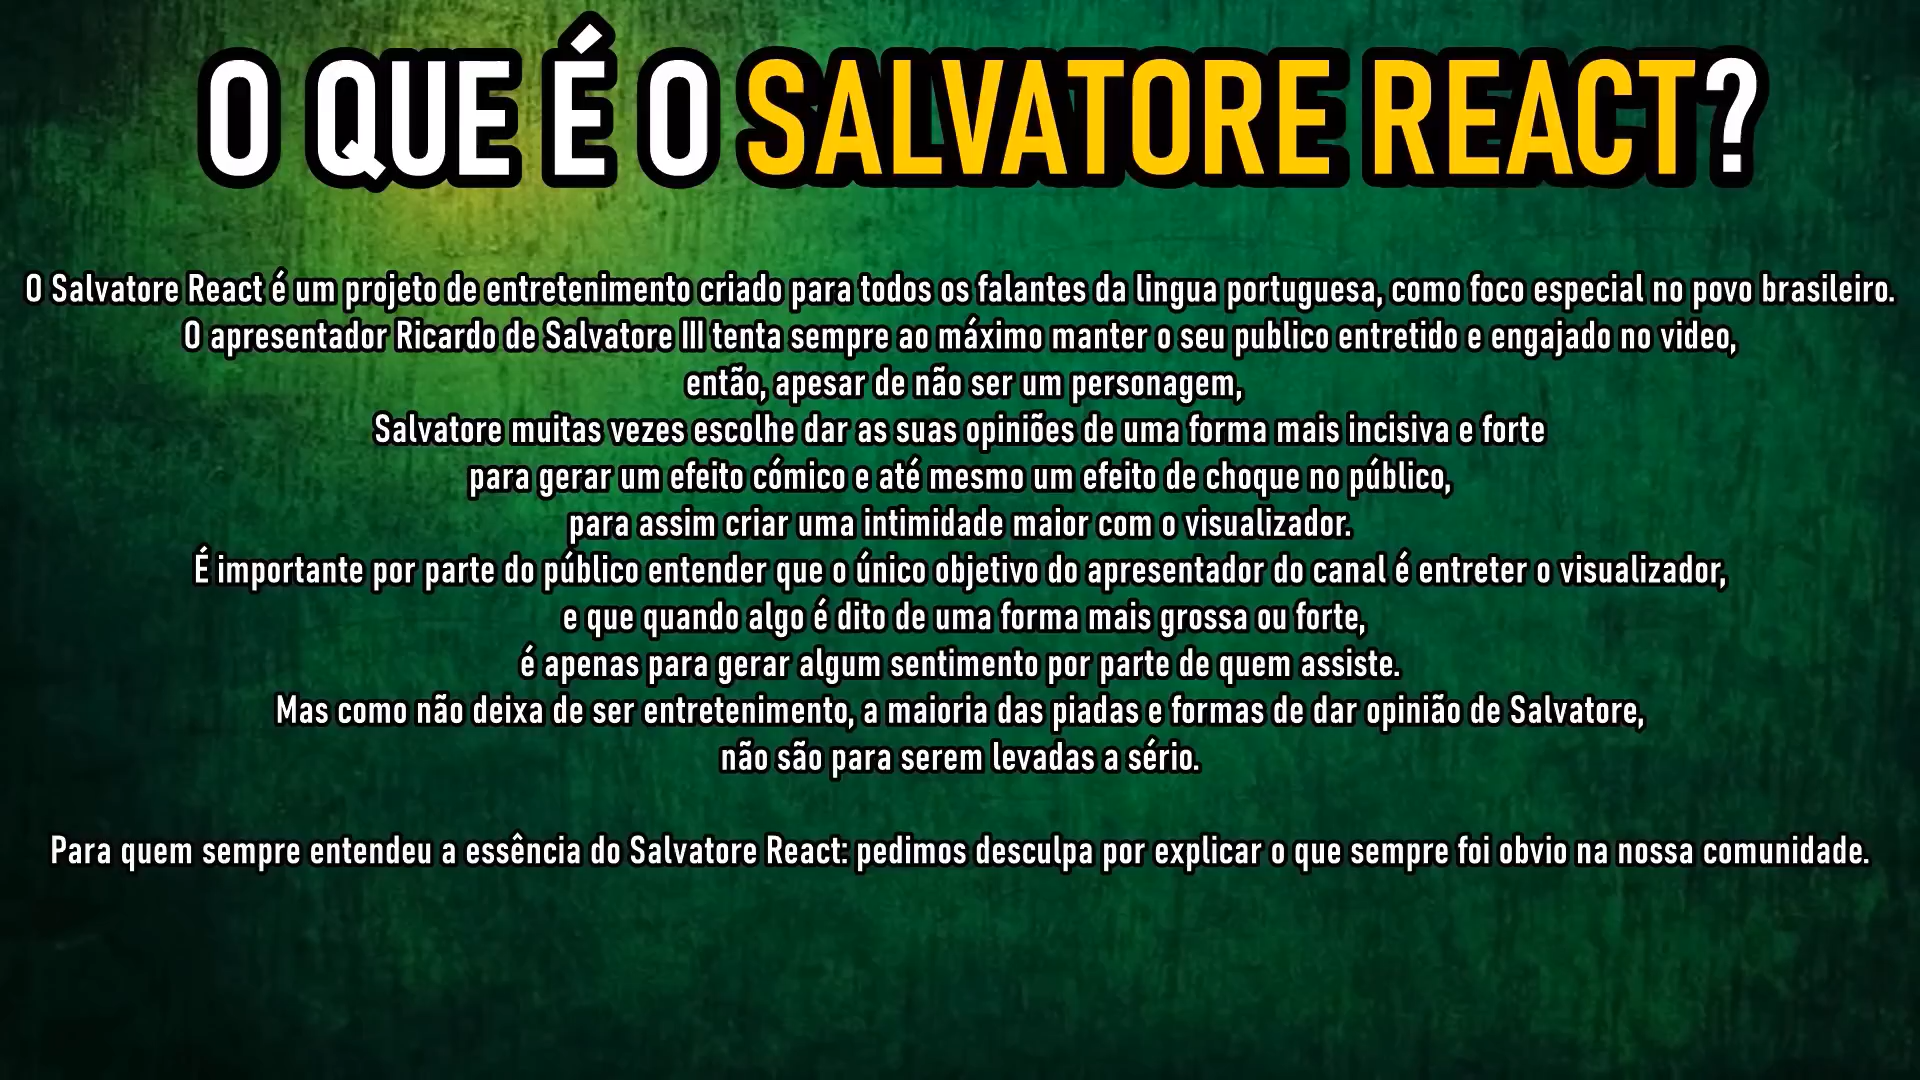 O QUE É O SALVATORE REACT?
O Salvatore React é um projeto de entretenimento criado para todos os falantes da lingua portuguesa, como foco especial no povo brasileiro.
O apresentador Ricardo de Salvatore III tenta sempre ao máximo manter o seu publico entretido e engajado no video,
então, apesar de não ser um personagem,
Salvatore muitas vezes escolhe dar as suas opiniões de uma forma mais incisiva e forte
para gerar um efeito cómico e até mesmo um efeito de choque no público,
para assim criar uma intimidade maior com o visualizador.
É importante por parte do público entender que o único objetivo do apresentador do canal é entreter o visualizador,
e que quando algo é dito de uma forma mais grossa ou forte,
é apenas para gerar algum sentimento por parte de quem assiste.
Mas como não deixa de ser entretenimento, a maioria das piadas e formas de dar opinião de Salvatore,
não são para serem levadas a sério.
Para quem sempre entendeu a essência do Salvatore React: pedimos desculpa por explicar o que sempre foi obvio na nossa comunidade.